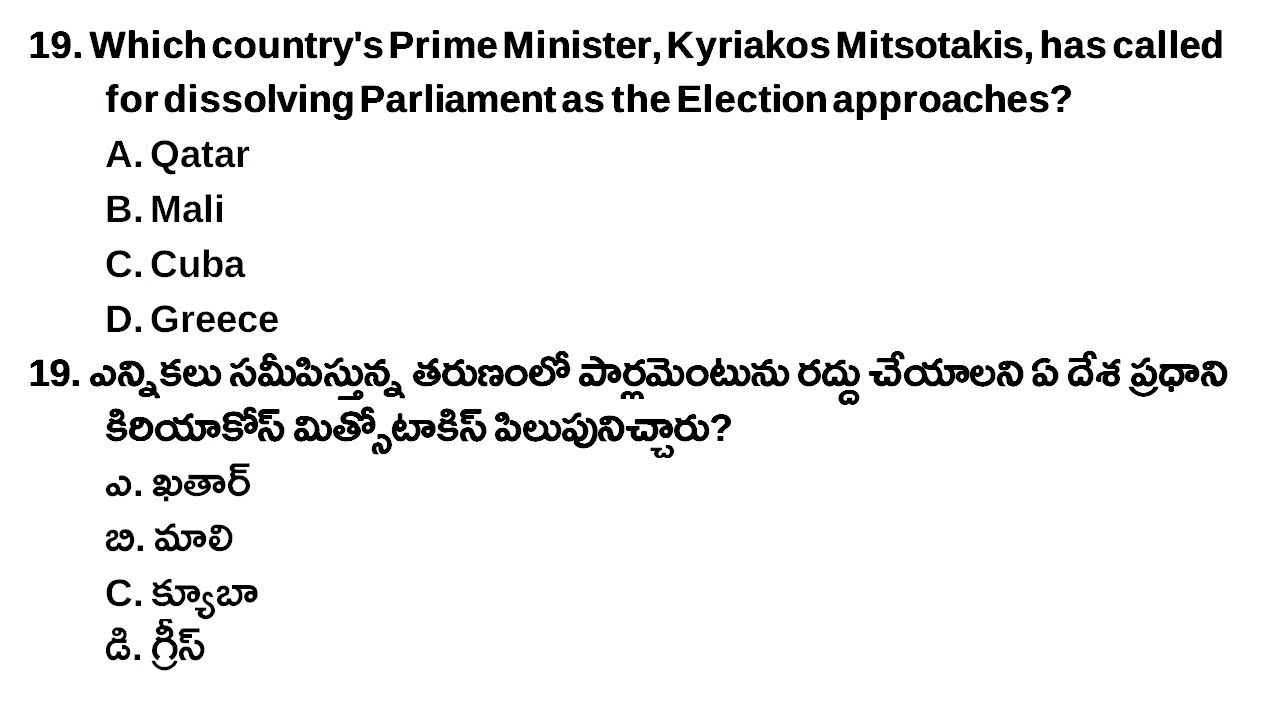 19. Which country's Prime Minister, Kyriakos Mitsotakis, has called
for dissolving Parliament as the Election approaches?
A. Qatar
B. Mali
C. Cuba
D. Greece
19. ఎన్నికలు సమీపిస్తున్న తరుణంలో పార్లమెంటును రద్దు చేయాలని ఏ దేశ ప్రధాని
కిరియాకోస్ మిత్సోటాకిస్ పిలుపునిచ్చారు?
ఎ. ఖతార్
బి. మాలి
C. క్యూబా
డి. గ్రీస్